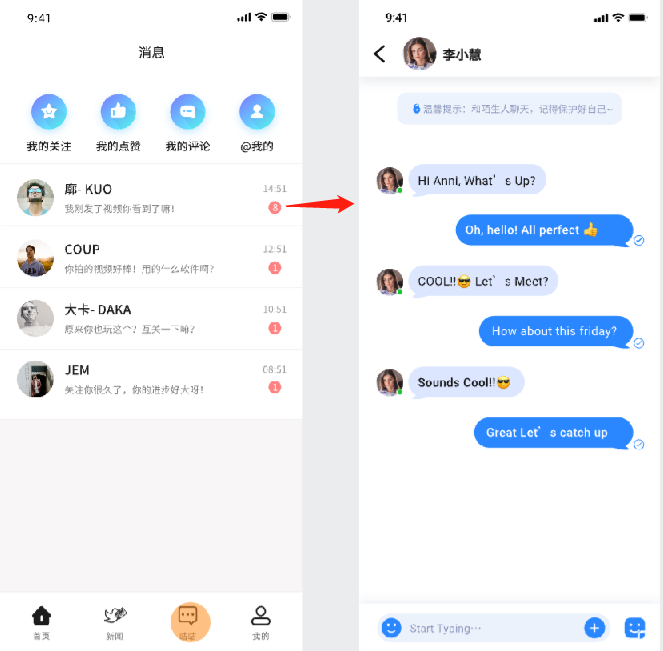 9:41
消息
我的关注
我的点赞
我的评论
@我的
廓- KUO
14:51
我刚发了视频你看到了嘛!
8
COUP
12:51
你拍的视频好棒! 用的什么软件啊?
1
大卡- DAKA
10:51
原来你也玩这个? 互关一下嘛?
1
JEM
08:51
关注你很久了，你的进步好大呀!
1
首页
新闻
我的
9:41
李小慧
温馨提示：和陌生人聊天，记得保护好自己~
Hi Anni, What's Up?
Oh, hello! All perfect 👍
COOL!!😎 Let's Meet?
How about this friday?
Sounds Cool!!😎
Great Let's catch up
Start Typing...